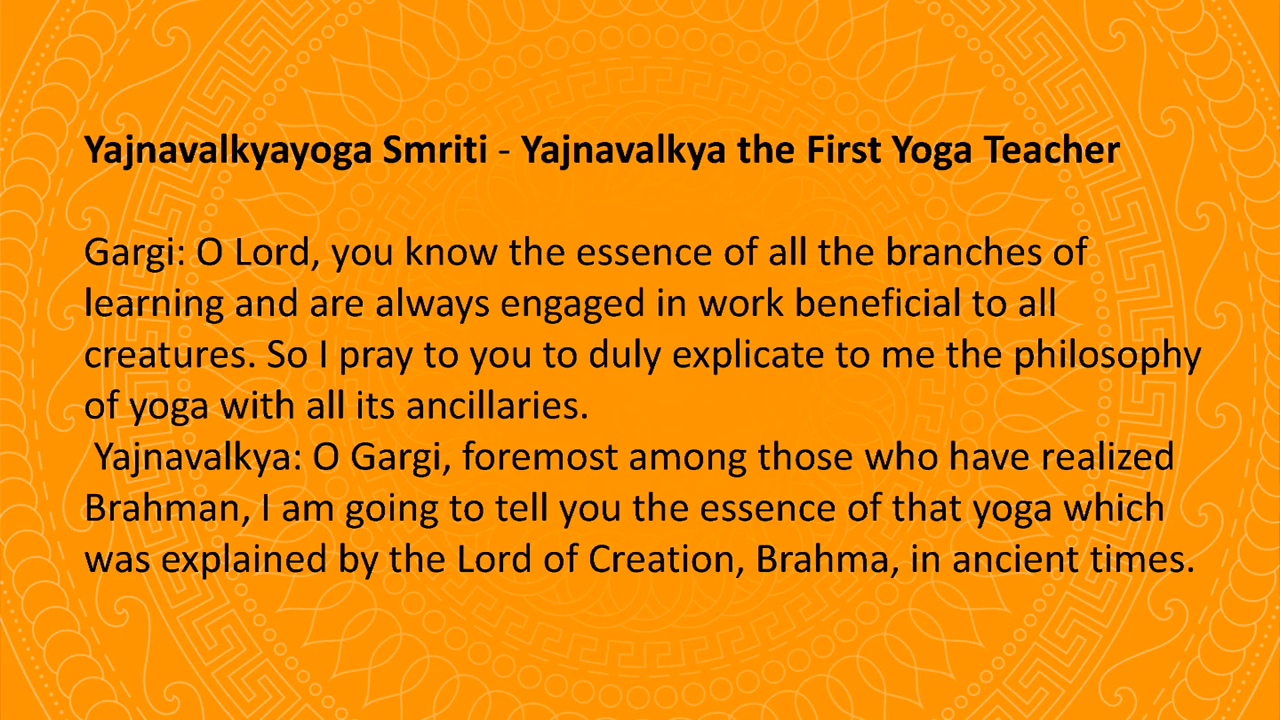 Yajnavalkyayoga Smriti - Yajnavalkya the First Yoga Teacher
Gargi: O Lord, you know the essence of all the branches of
learning and are always engaged in work beneficial to all
creatures. So I pray to you to duly explicate to me the philosophy
of yoga with all its ancillaries.
Yajnavalkya: O Gargi, foremost among those who have realized
Brahman, I am going to tell you the essence of that yoga which
was explained by the Lord of Creation, Brahma, in ancient times.